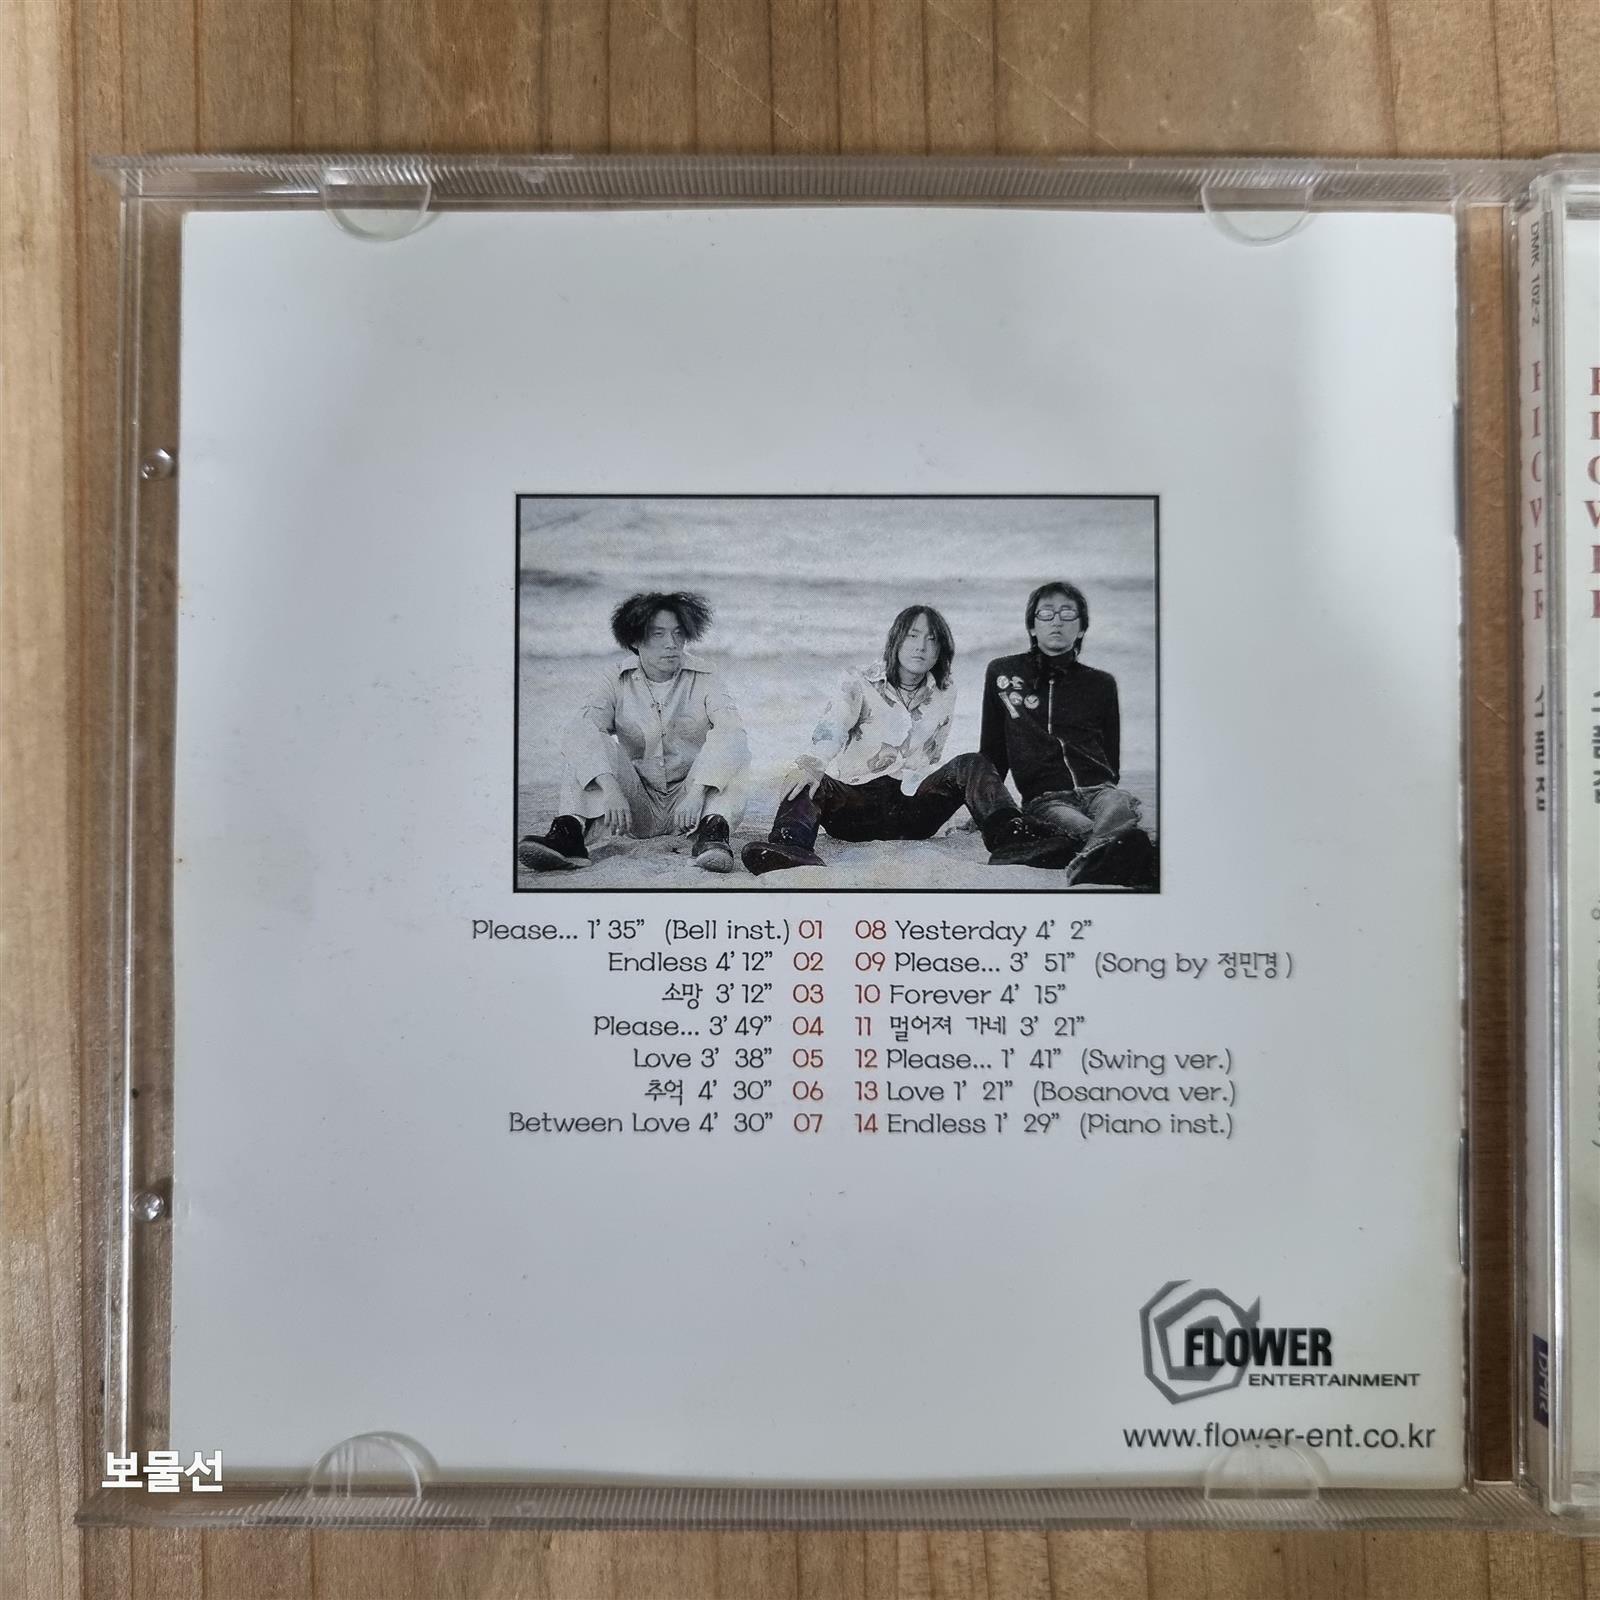 Please... 1' 35" (Bell inst.) 01
Endless 4' 12" 02
소망 3' 12" 03
Please... 3' 49" 04
Love 3' 38" 05
추억 4' 30" 06
Between Love 4' 30" 07
08 Yesterday 4' 2"
09 Please... 3' 51" (Song by 정민경)
10 Forever 4' 15"
11 멀어져 가네 3' 21"
12 Please... 1' 41" (Swing ver.)
13 Love 1' 21" (Bosanova ver.)
14 Endless 1' 29" (Piano inst.)
FLOWER
ENTERTAINMENT
www.flower-ent.co.kr
보물선
DMK 102-2
FLOWER